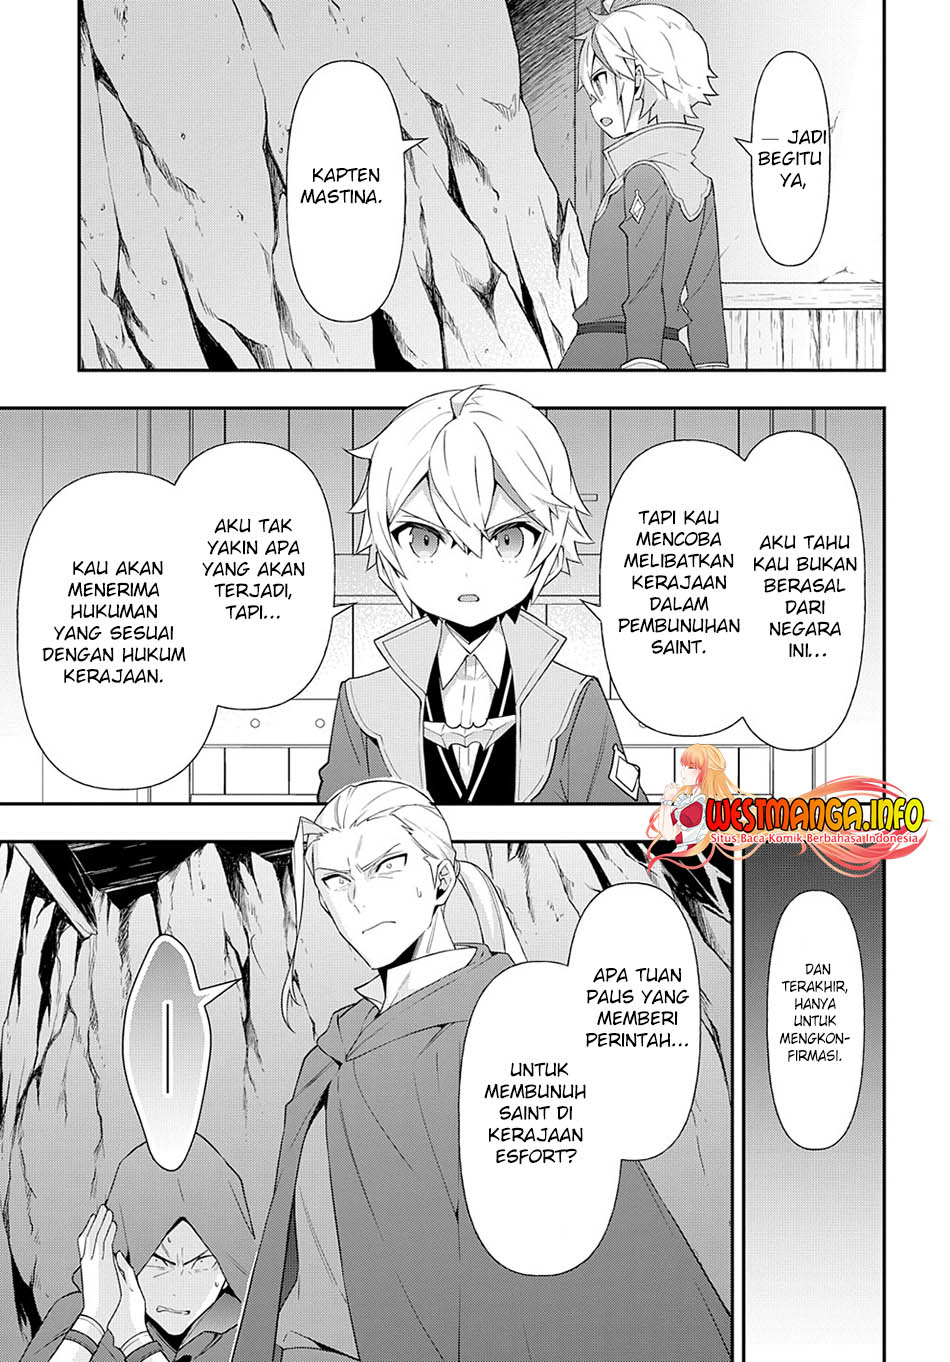 — JADI
BEGITU
YA,
KAPTEN
MASTINA.
AKU TAHU
KAU BUKAN
BERASAL
DARI
NEGARA
INI...
TAPI KAU
MENCOBA
MELIBATKAN
KERAJAAN
DALAM
PEMBUNUHAN
SAINT.
AKU TAK
YAKIN APA
YANG AKAN
TERJADI,
TAPI...
KAU AKAN
MENERIMA
HUKUMAN
YANG SESUAI
DENGAN HUKUM
KERAJAAN.
WESTMANGA.INFO
Situs Baca Komik Berbahasa Indonesia
DAN
TERAKHIR,
HANYA
UNTUK
MENGKON-
FIRMASI.
APA TUAN
PAUS YANG
MEMBERI
PERINTAH...
UNTUK
MEMBUNUH
SAINT DI
KERAJAAN
ESFORT?